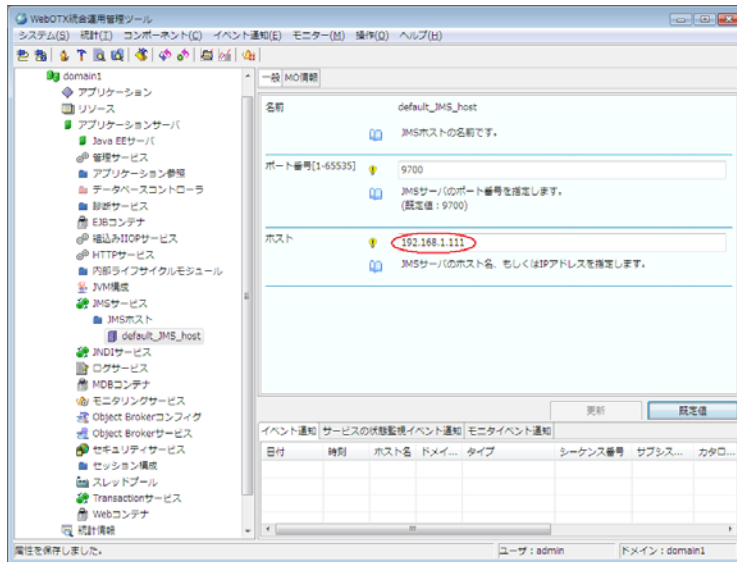 WebOTX統合運用管理ツール
システム(S) 統計(I) コンポーネント(C) イベント通知(E) モニター(M) 操作(O) ヘルプ(H)
domain1
アプリケーション
リソース
アプリケーションサーバ
Java EEサーバ
管理サービス
アプリケーション参照
データベースコントローラ
診断サービス
EJBコンテナ
組込みIIOPサービス
HTTPサービス
内部ライフサイクルモジュール
JVM構成
JMSサービス
JMSホスト
default_JMS_host
JNDIサービス
ログサービス
MDBコンテナ
モニタリングサービス
Object Brokerコンフィグ
Object Brokerサービス
セキュリティサービス
セッション構成
スレッドプール
Transactionサービス
Webコンテナ
統計情報
一般 MO情報
名前 default_JMS_host
JMSホストの名前です。
ポート番号[1-65535] 9700
JMSサーバのポート番号を指定します。
(既定値：9700)
ホスト 192.168.1.111
JMSサーバのホスト名、もしくはIPアドレスを指定します。
更新 既定値
イベント通知 サービスの状態監視イベント通知 モニタイベント通知
日付 時刻 ホスト名 ドメイ... タイプ シーケンス番号 サブシス... カタロ...
属性を保存しました。 ユーザ : admin ドメイン : domain1